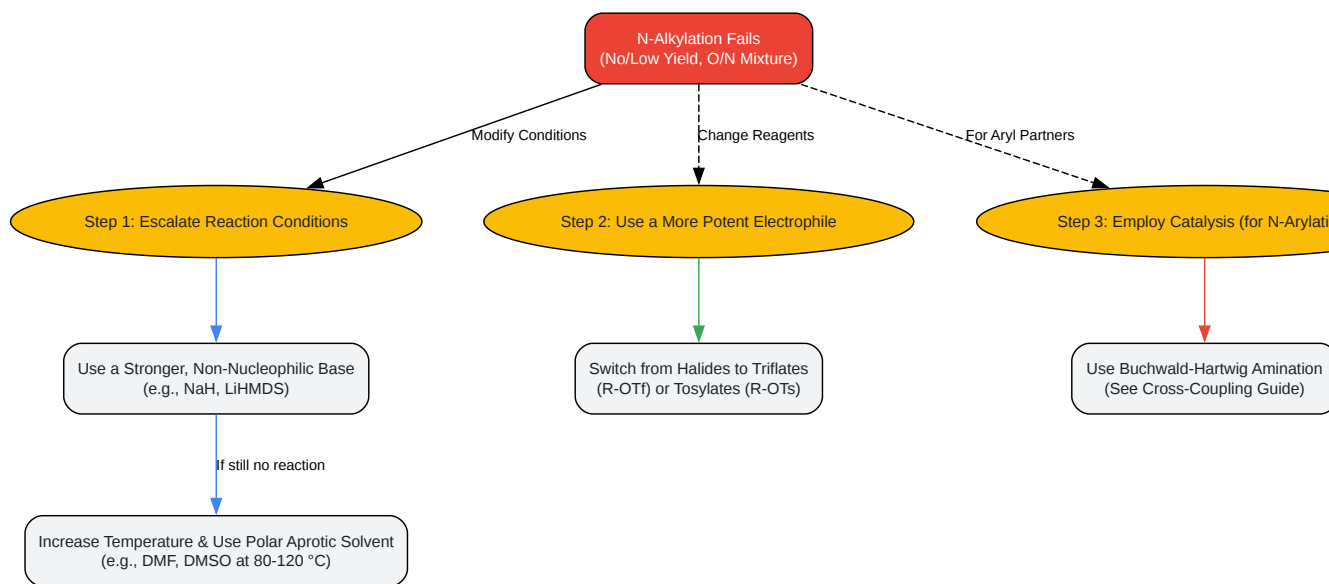 N-Alkylation Fails
(No/Low Yield, O/N Mixture)
Modify Conditions
Change Reagents
For Aryl Partners
Step 1: Escalate Reaction Conditions
Step 2: Use a More Potent Electrophile
Step 3: Employ Catalysis (for N-Arylati
Use a Stronger, Non-Nucleophilic Base
(e.g., NaH, LiHMDS)
Switch from Halides to Triflates
(R-OTf) or Tosylates (R-OTs)
Use Buchwald-Hartwig Amination
(See Cross-Coupling Guide)
If still no reaction
Increase Temperature & Use Polar Aprotic Solvent
(e.g., DMF, DMSO at 80-120 °C)